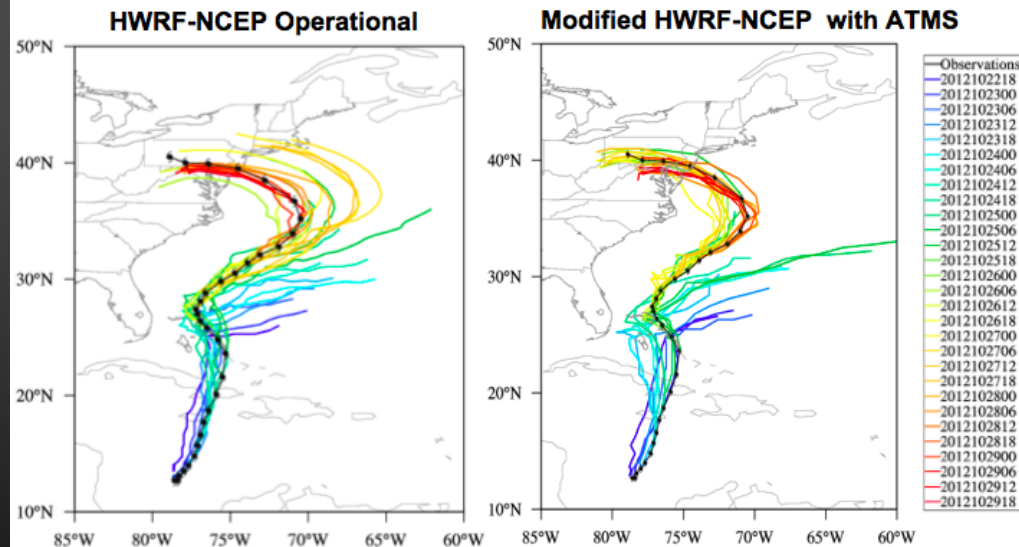 HWRF-NCEP Operational
Modified HWRF-NCEP with ATMS
50°N
40°N
30°N
20°N
10°N
85°W 80°W 75°W 70°W 65°W 60°W
50°N
40°N
30°N
20°N
10°N
85°W 80°W 75°W 70°W 65°W 60°W
Observations
2012102218
2012102300
2012102306
2012102312
2012102318
2012102400
2012102406
2012102412
2012102418
2012102500
2012102506
2012102512
2012102518
2012102600
2012102606
2012102612
2012102618
2012102700
2012102706
2012102712
2012102718
2012102800
2012102806
2012102812
2012102818
2012102900
2012102906
2012102912
2012102918